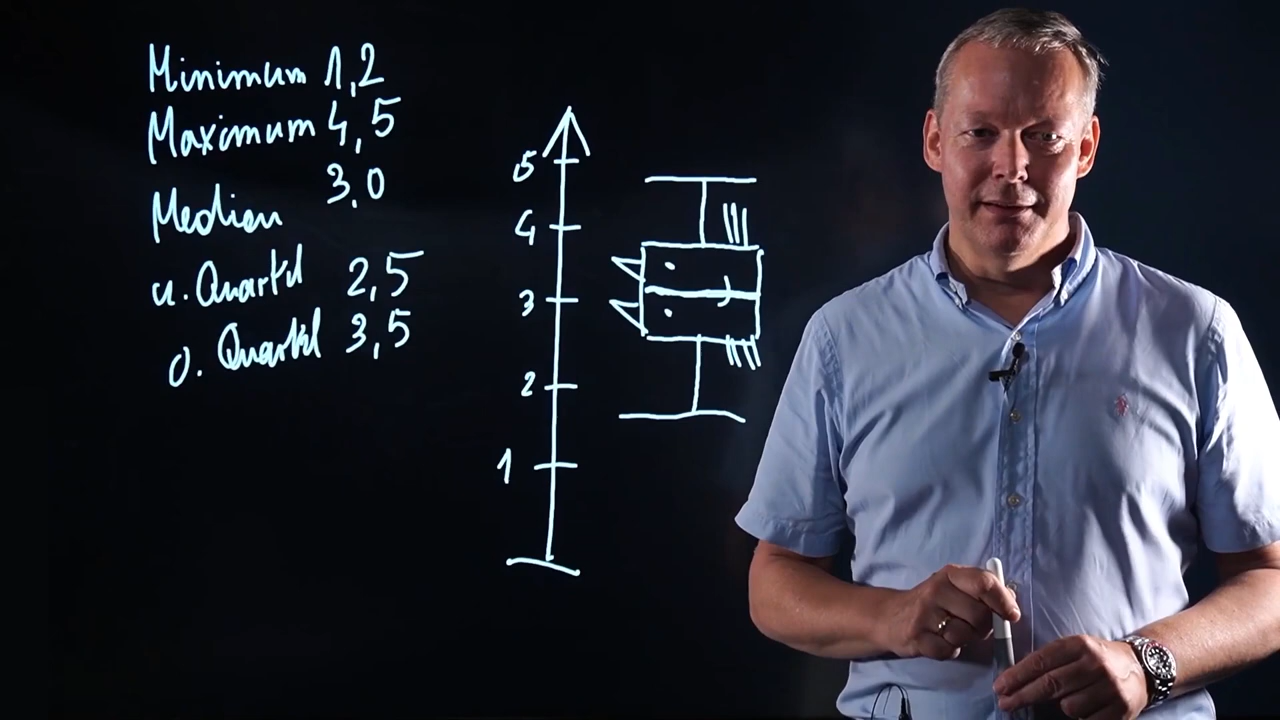 Minimum 1,2
Maximum 4,5
Median 3,0
u. Quartil 2,5
o. Quartil 3,5
5
4
3
2
1